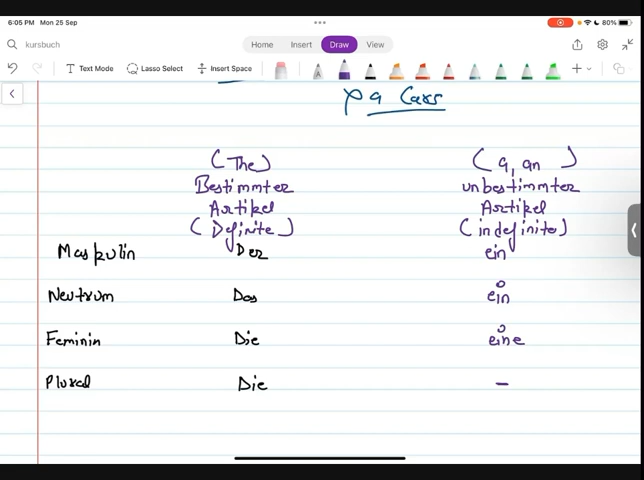 6:05 PM Mon 25 Sep
80%
kursbuch
Home Insert Draw View
Text Mode Lasso Select Insert Space
a Cars
(The) (a, an)
Bestimmter unbestimmter
Artikel Artikel
(Definite) (indefinite)
Maskulin Der ein
Neutrum Das ein
Feminin Die eine
Plural Die -